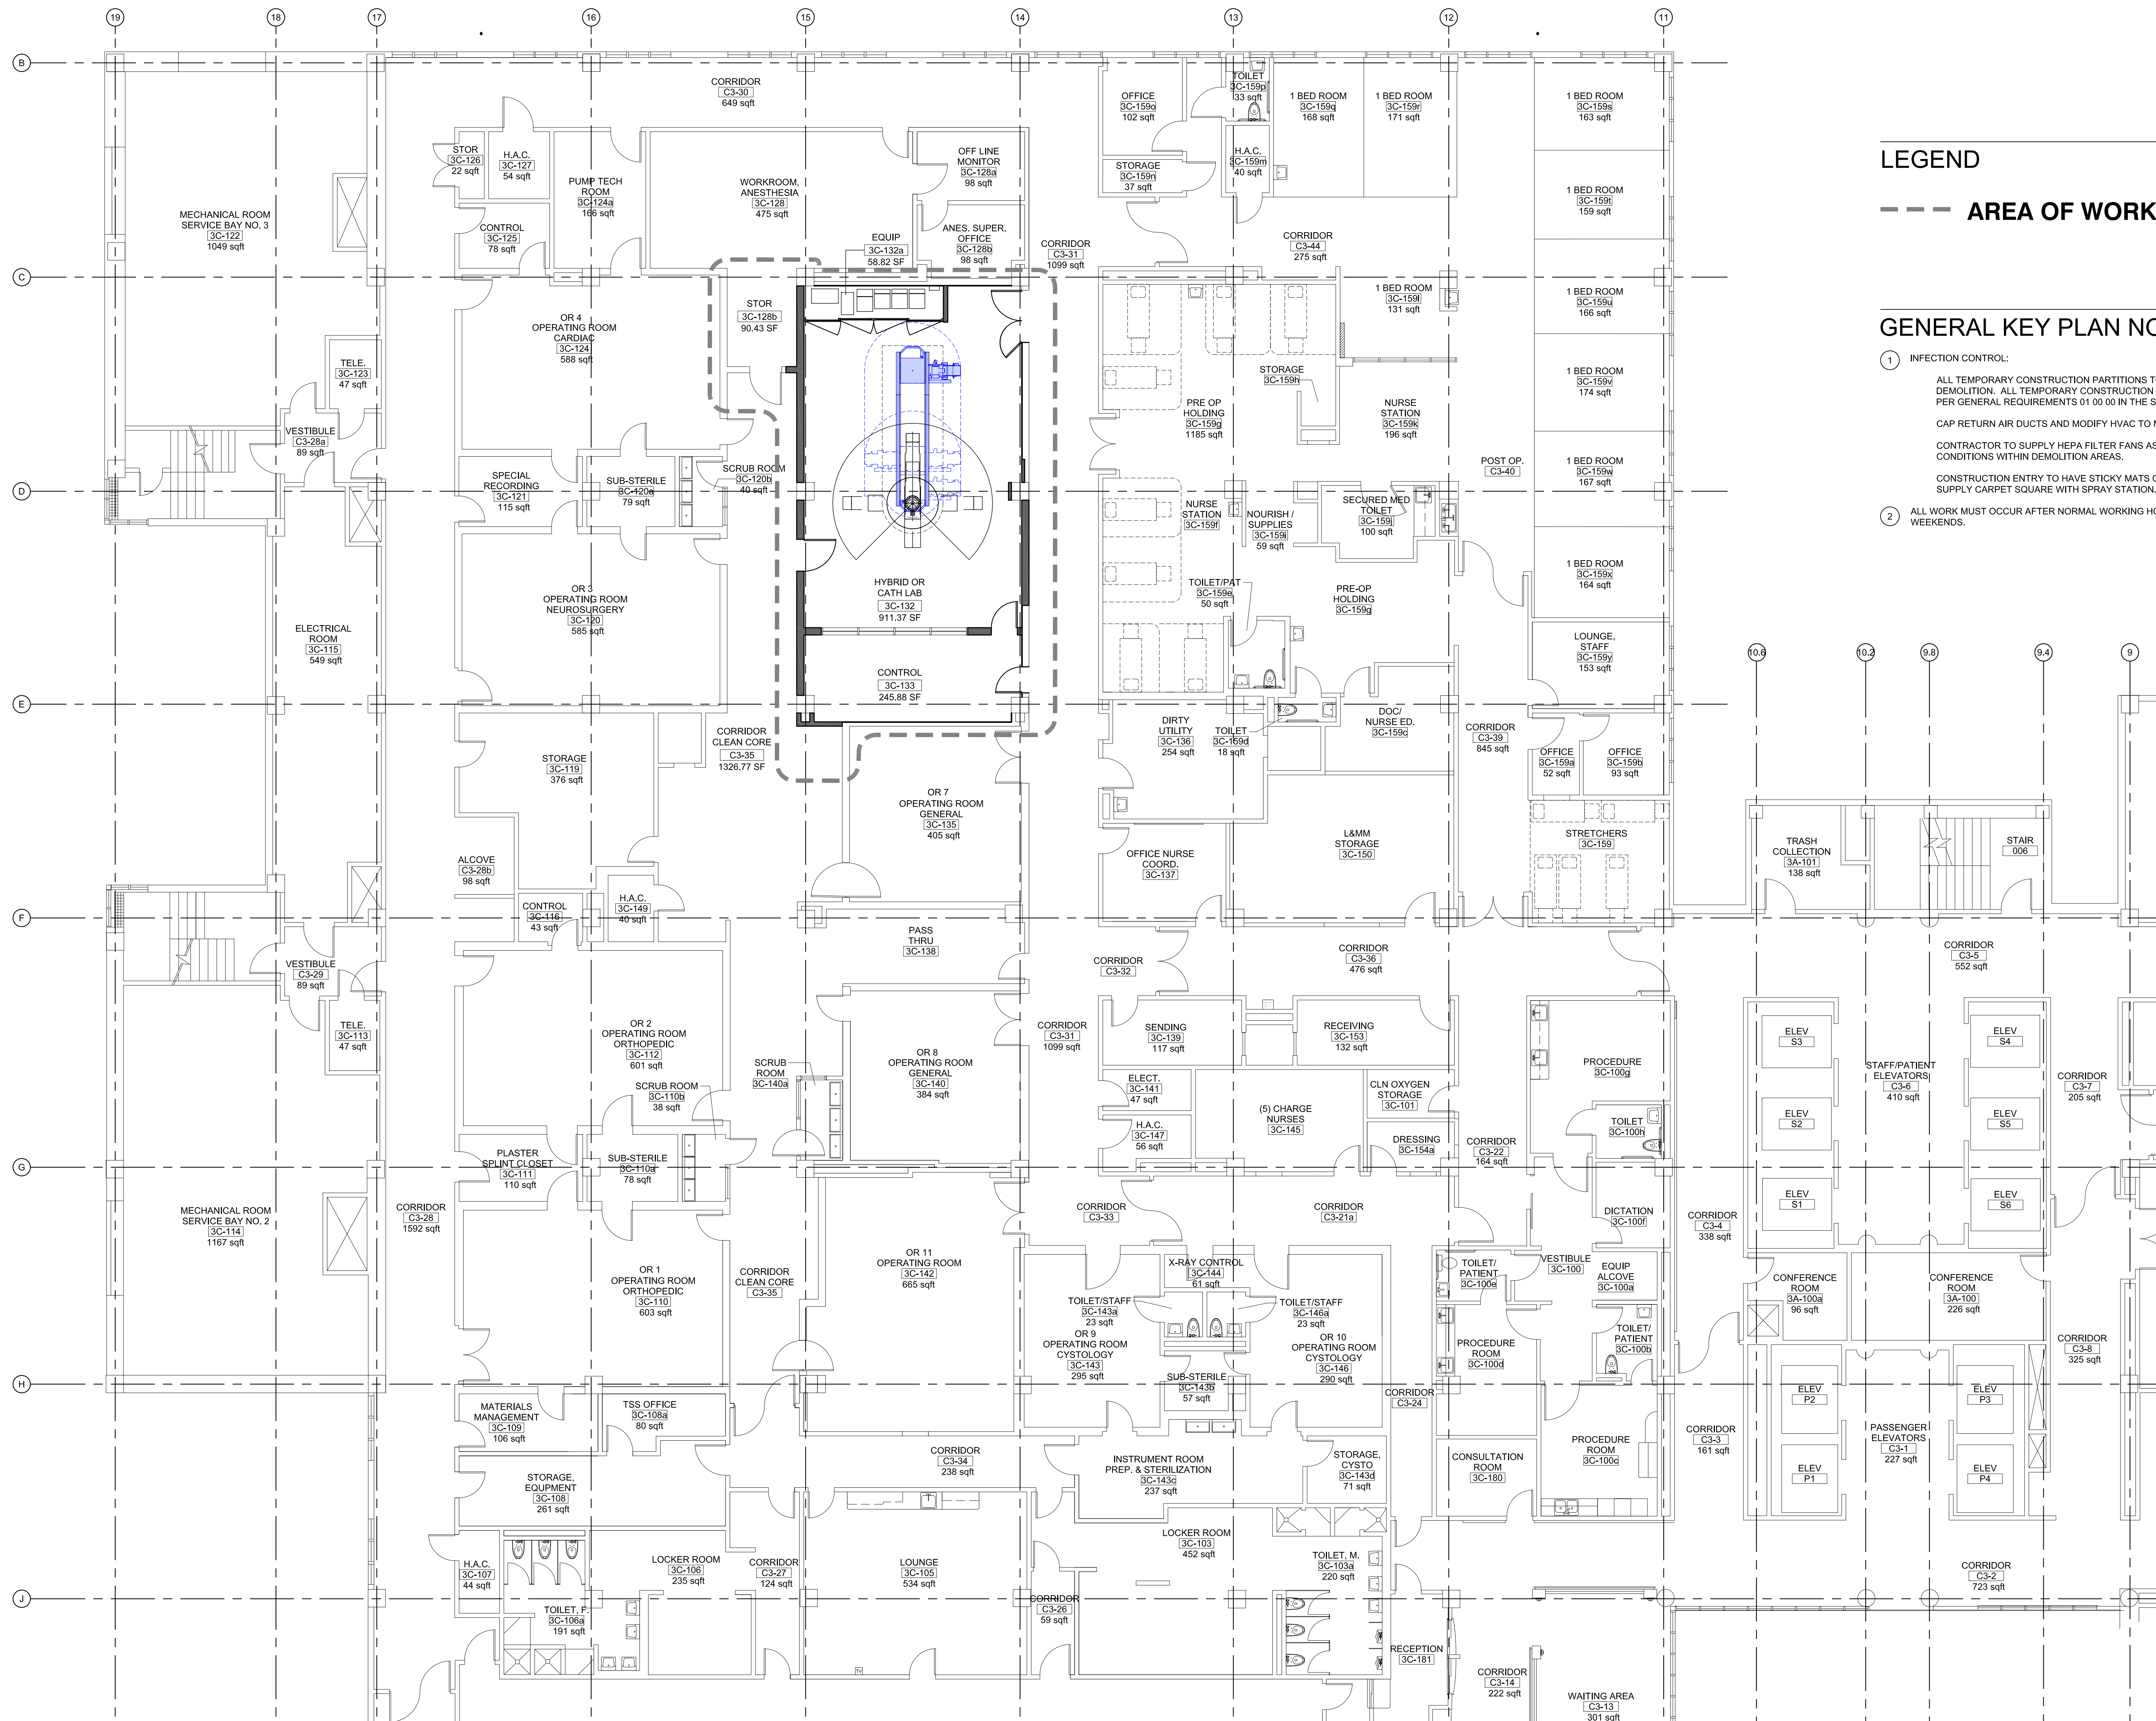 19
18
17
16
15
14
13
12
11
B
C
D
E
F
G
H
J
10.6
10.2
9.8
9.4
9
LEGEND
AREA OF WORK
GENERAL KEY PLAN
1
INFECTION CONTROL:
ALL TEMPORARY CONSTRUCTION PARTITIONS
DEMOLITION. ALL TEMPORARY CONSTRUCTION
PER GENERAL REQUIREMENTS 01 00 00 IN THE
CAP RETURN AIR DUCTS AND MODIFY HVAC TO
CONTRACTOR TO SUPPLY HEPA FILTER FANS
CONDITIONS WITHIN DEMOLITION AREAS.
CONSTRUCTION ENTRY TO HAVE STICKY MATS
SUPPLY CARPET SQUARE WITH SPRAY STATION.
2
ALL WORK MUST OCCUR AFTER NORMAL WORKING
WEEKENDS.
CORRIDOR
C3-30
649 sqft
MECHANICAL ROOM
SERVICE BAY NO. 3
3C-122
1049 sqft
STOR
3C-126
22 sqft
H.A.C.
3C-127
54 sqft
PUMP TECH
ROOM
3C-124a
166 sqft
CONTROL
3C-125
78 sqft
WORKROOM,
ANESTHESIA
3C-128
475 sqft
OFF LINE
MONITOR
3C-128a
98 sqft
ANES. SUPER.
OFFICE
3C-128b
98 sqft
EQUIP
3C-132a
58.82 SF
CORRIDOR
C3-31
1099 sqft
OFFICE
3C-159o
102 sqft
STORAGE
3C-159n
37 sqft
TOILET
3C-159p
33 sqft
H.A.C.
3C-159m
40 sqft
1 BED ROOM
3C-159q
168 sqft
1 BED ROOM
3C-159r
171 sqft
1 BED ROOM
3C-159s
163 sqft
1 BED ROOM
3C-159t
159 sqft
CORRIDOR
C3-44
275 sqft
1 BED ROOM
3C-159l
131 sqft
1 BED ROOM
3C-159u
166 sqft
1 BED ROOM
3C-159v
174 sqft
1 BED ROOM
3C-159w
167 sqft
1 BED ROOM
3C-159x
164 sqft
STOR
3C-128b
90.43 SF
OR 4
OPERATING ROOM
CARDIAC
3C-124
588 sqft
TELE.
3C-123
47 sqft
VESTIBULE
C3-28a
89 sqft
SPECIAL
RECORDING
3C-121
115 sqft
SUB-STERILE
3C-120a
79 sqft
SCRUB ROOM
3C-120b
40 sqft
STORAGE
3C-159h
PRE OP
HOLDING
3C-159g
1185 sqft
NURSE
STATION
3C-159k
196 sqft
POST OP.
C3-40
NURSE
STATION
3C-159f
NOURISH /
SUPPLIES
3C-159i
59 sqft
SECURED MED
TOILET
3C-159j
100 sqft
OR 3
OPERATING ROOM
NEUROSURGERY
3C-120
585 sqft
HYBRID OR
CATH LAB
3C-132
911.37 SF
TOILET/PAT
3C-159e
50 sqft
PRE-OP
HOLDING
3C-159g
ELECTRICAL
ROOM
3C-115
549 sqft
LOUNGE,
STAFF
3C-159y
153 sqft
CONTROL
3C-133
245.88 SF
CORRIDOR
CLEAN CORE
C3-35
1326.77 SF
STORAGE
3C-119
376 sqft
DIRTY
UTILITY
3C-136
254 sqft
TOILET
3C-159d
18 sqft
DOC/
NURSE ED.
3C-159c
CORRIDOR
C3-39
845 sqft
OFFICE
3C-159a
52 sqft
OFFICE
3C-159b
93 sqft
OR 7
OPERATING ROOM
GENERAL
3C-135
405 sqft
ALCOVE
C3-28b
98 sqft
OFFICE NURSE
COORD.
3C-137
L&MM
STORAGE
3C-150
STRETCHERS
3C-159
TRASH
COLLECTION
3A-101
138 sqft
STAIR
006
CONTROL
3C-116
43 sqft
H.A.C.
3C-149
40 sqft
PASS
THRU
3C-138
CORRIDOR
C3-32
CORRIDOR
C3-36
476 sqft
CORRIDOR
C3-5
552 sqft
VESTIBULE
C3-29
89 sqft
TELE.
3C-113
47 sqft
OR 2
OPERATING ROOM
ORTHOPEDIC
3C-112
601 sqft
SCRUB
ROOM
3C-140a
OR 8
OPERATING ROOM
GENERAL
3C-140
384 sqft
CORRIDOR
C3-31
1099 sqft
SENDING
3C-139
117 sqft
RECEIVING
3C-153
132 sqft
PROCEDURE
3C-100g
ELEV
S3
ELEV
S4
STAFF/PATIENT
ELEVATORS
C3-6
410 sqft
CORRIDOR
C3-7
205 sqft
SCRUB ROOM
3C-110b
38 sqft
ELECT.
3C-141
47 sqft
(5) CHARGE
NURSES
3C-145
CLN OXYGEN
STORAGE
3C-101
H.A.C.
3C-147
56 sqft
DRESSING
3C-154a
CORRIDOR
C3-22
164 sqft
TOILET
3C-100h
ELEV
S2
ELEV
S5
PLASTER
SPLINT CLOSET
3C-111
110 sqft
SUB-STERILE
3C-110a
78 sqft
MECHANICAL ROOM
SERVICE BAY NO. 2
3C-114
1167 sqft
CORRIDOR
C3-28
1592 sqft
CORRIDOR
C3-33
CORRIDOR
C3-21a
DICTATION
3C-100f
CORRIDOR
C3-4
338 sqft
ELEV
S1
ELEV
S6
OR 1
OPERATING ROOM
ORTHOPEDIC
3C-110
603 sqft
CORRIDOR
CLEAN CORE
C3-35
OR 11
OPERATING ROOM
3C-142
665 sqft
X-RAY CONTROL
3C-144
61 sqft
TOILET/STAFF
3C-143a
23 sqft
TOILET/STAFF
3C-146a
23 sqft
OR 9
OPERATING ROOM
CYSTOLOGY
3C-143
295 sqft
OR 10
OPERATING ROOM
CYSTOLOGY
3C-146
290 sqft
SUB-STERILE
3C-143b
57 sqft
TOILET/
PATIENT
3C-100e
VESTIBULE
3C-100
EQUIP
ALCOVE
3C-100a
PROCEDURE
ROOM
3C-100d
TOILET/
PATIENT
3C-100b
CONFERENCE
ROOM
3A-100a
96 sqft
CONFERENCE
ROOM
3A-100
226 sqft
CORRIDOR
C3-8
325 sqft
CORRIDOR
C3-24
MATERIALS
MANAGEMENT
3C-109
106 sqft
TSS OFFICE
3C-108a
80 sqft
STORAGE,
EQUPMENT
3C-108
261 sqft
CORRIDOR
C3-34
238 sqft
INSTRUMENT ROOM
PREP. & STERILIZATION
3C-143c
237 sqft
STORAGE,
CYSTO
3C-143d
71 sqft
CONSULTATION
ROOM
3C-180
PROCEDURE
ROOM
3C-100c
CORRIDOR
C3-3
161 sqft
ELEV
P2
ELEV
P3
PASSENGER
ELEVATORS
C3-1
227 sqft
ELEV
P1
ELEV
P4
H.A.C.
3C-107
44 sqft
LOCKER ROOM
3C-106
235 sqft
CORRIDOR
C3-27
124 sqft
LOUNGE
3C-105
534 sqft
LOCKER ROOM
3C-103
452 sqft
TOILET, M.
3C-103a
220 sqft
TOILET, F.
3C-106a
191 sqft
CORRIDOR
C3-26
59 sqft
TV
RECEPTION
3C-181
CORRIDOR
C3-14
222 sqft
WAITING AREA
C3-13
301 sqft
CORRIDOR
C3-2
723 sqft